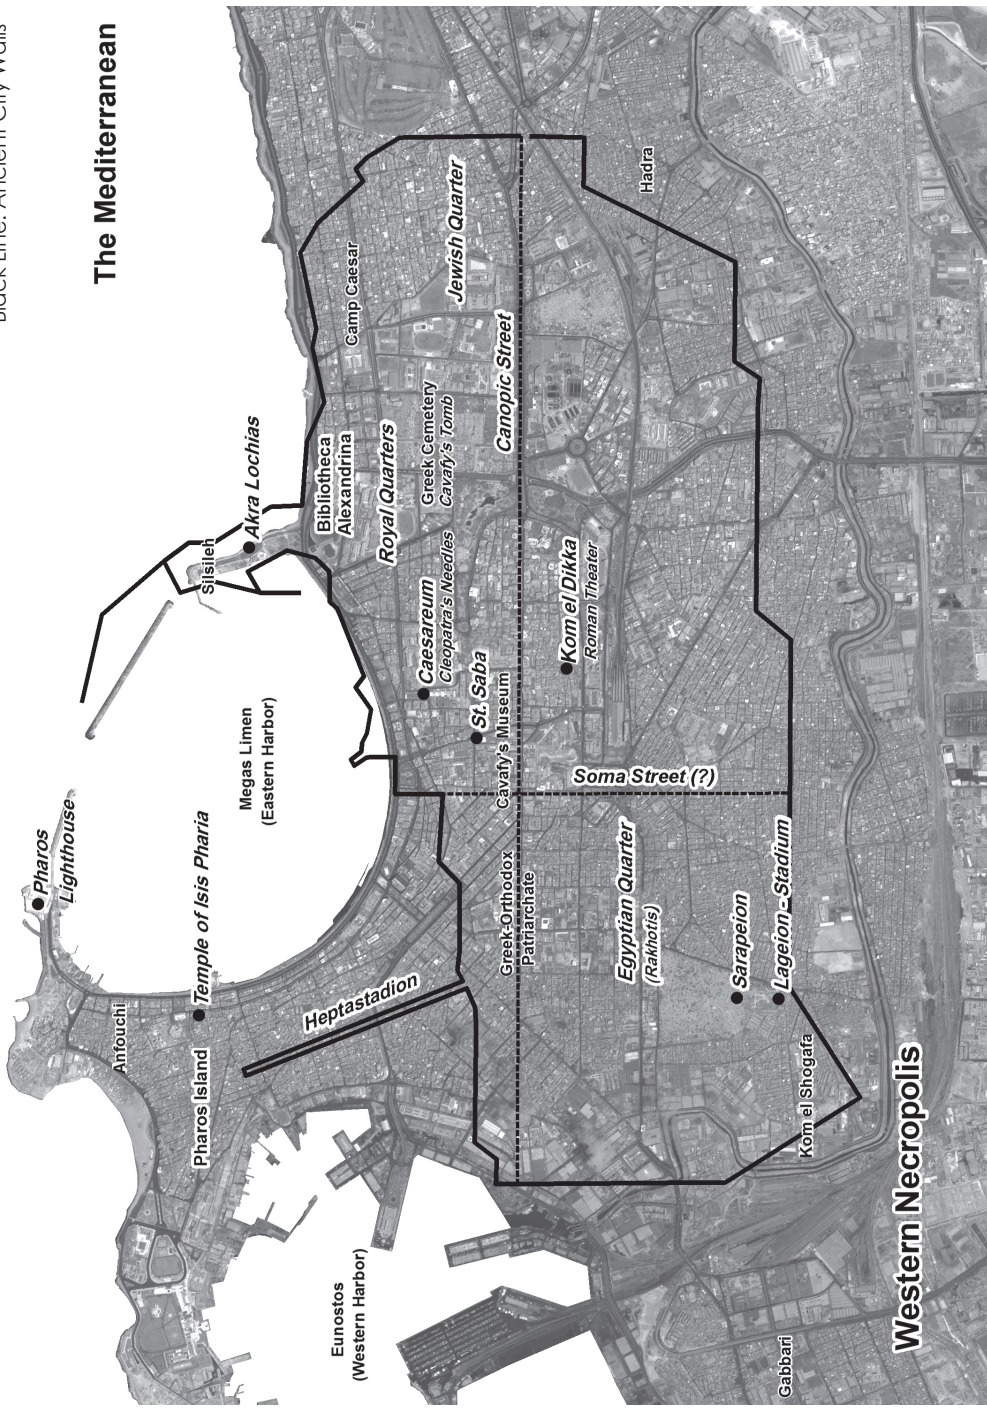 Black Line: Ancient City Walls
The Mediterranean
Pharos
Lighthouse
Temple of Isis Pharia
Anfouchi
Pharos Island
Heptastadion
Megas Limen
(Eastern Harbor)
Eunostos
(Western Harbor)
Silsileh
Akra Lochias
Bibliotheca
Alexandrina
Camp Caesar
Royal Quarters
Jewish Quarter
Greek Cemetery
Cavafy's Tomb
Caesareum
Cleopatra's Needles
St. Saba
Cavafy's Museum
Canopic Street
Kom el Dikka
Roman Theater
Hadra
Soma Street (?)
Greek-Orthodox
Patriarchate
Egyptian Quarter
(Rakhotis)
Sarapeion
Lageion - Stadium
Kom el Shogafa
Western Necropolis
Gabbari